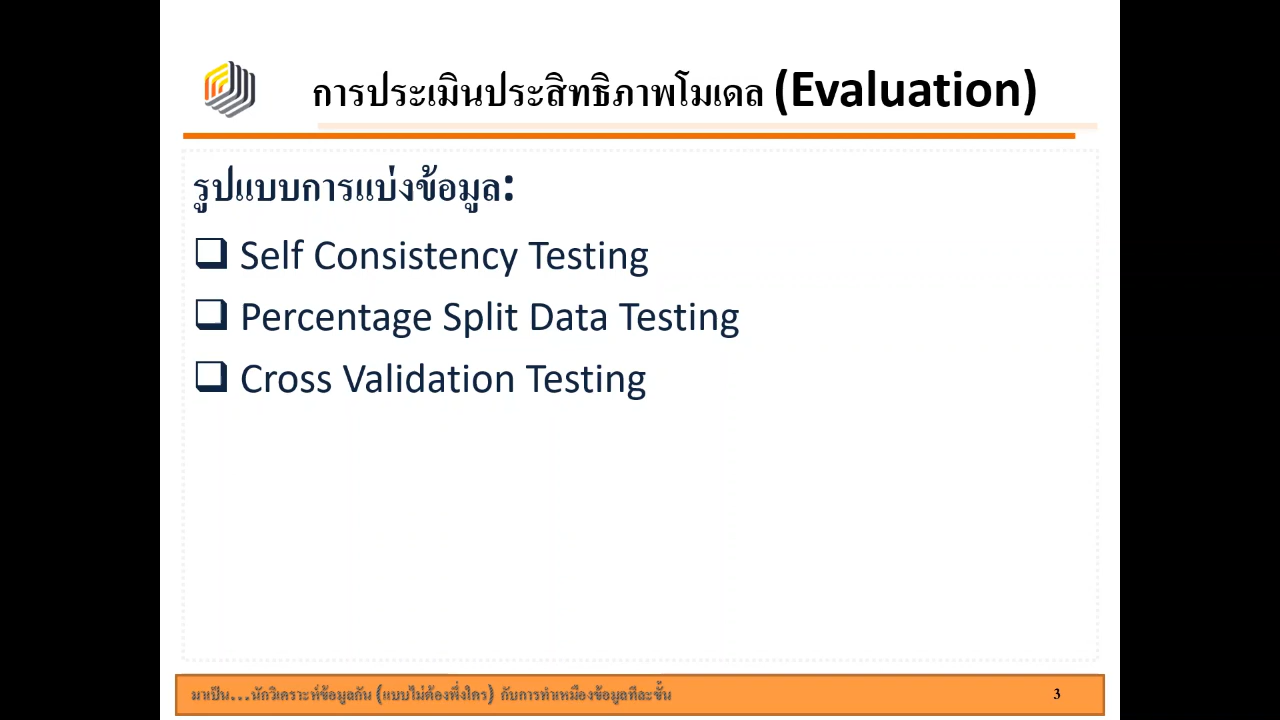 การประเมินประสิทธิภาพโมเดล (Evaluation)
รูปแบบการแบ่งข้อมูล:
Self Consistency Testing
Percentage Split Data Testing
Cross Validation Testing
มาเป็น...นักวิเคราะห์ข้อมูลกัน (แบบไม่ต้องพึ่งใคร) กับการทำเหมืองข้อมูลทีละขั้น
3